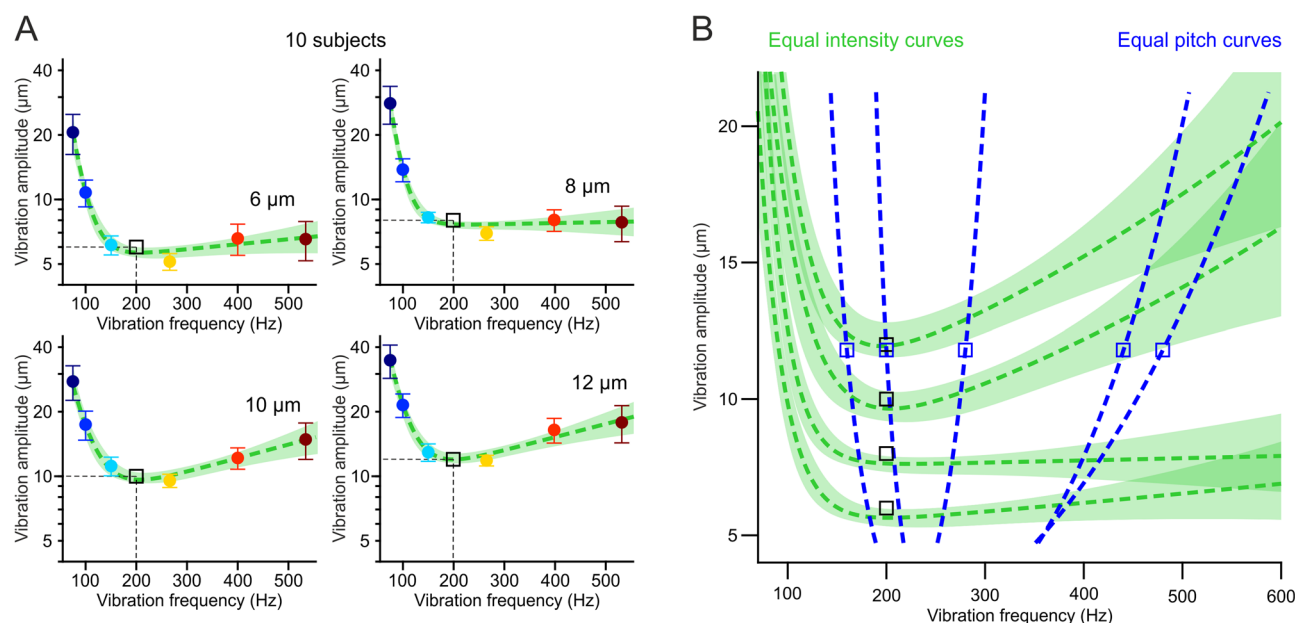 A
10 subjects
Vibration amplitude (µm)
40
20
10
5
6 µm
100
200
300
400
500
Vibration frequency (Hz)
Vibration amplitude (µm)
40
20
10
5
8 µm
100
200
300
400
500
Vibration frequency (Hz)
Vibration amplitude (µm)
40
20
10
5
10 µm
100
200
300
400
500
Vibration frequency (Hz)
Vibration amplitude (µm)
40
20
10
5
12 µm
100
200
300
400
500
Vibration frequency (Hz)
B
Equal intensity curves
Equal pitch curves
Vibration amplitude (µm)
20
15
10
5
100
200
300
400
500
600
Vibration frequency (Hz)